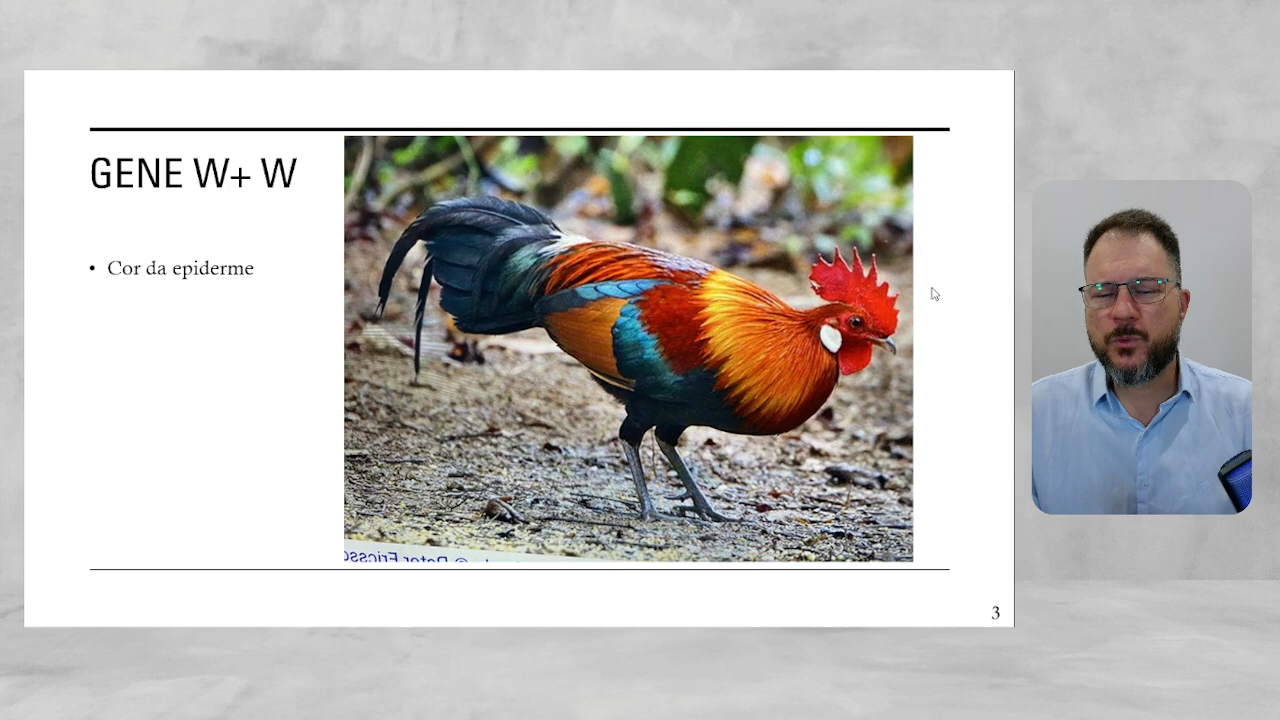 GENE W+ W
• Cor da epiderme
3